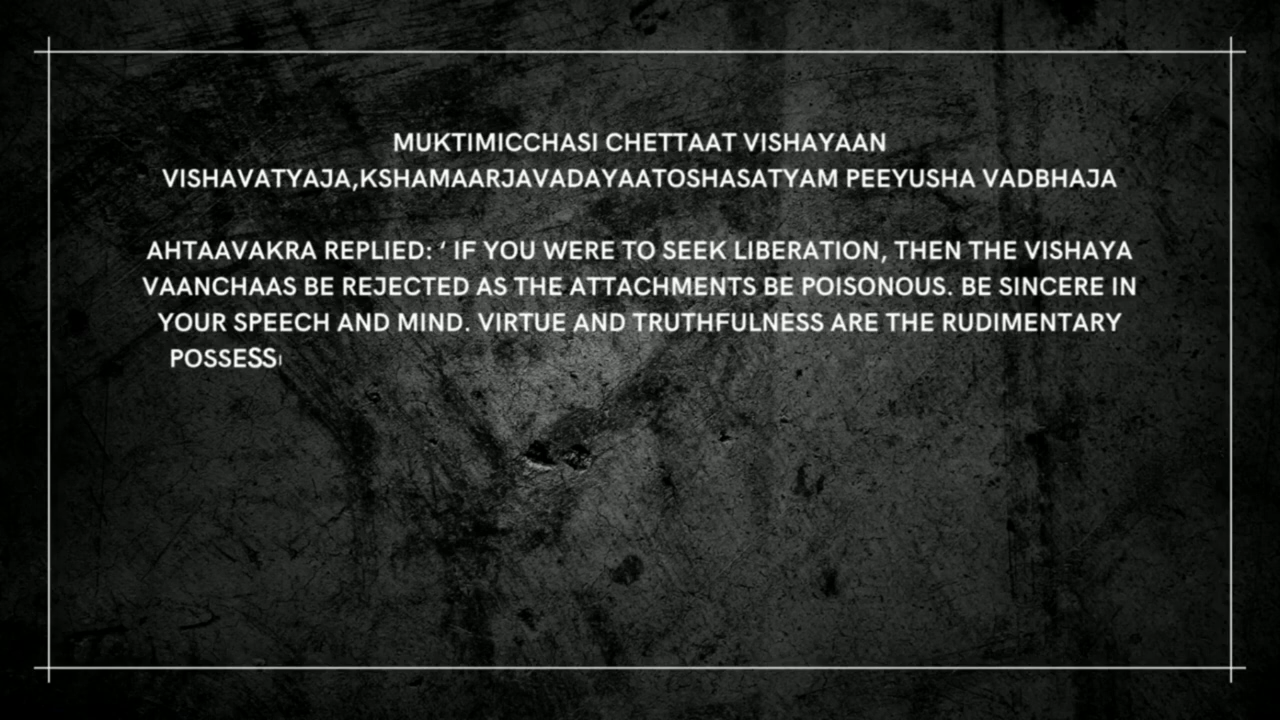 MUKTIMICCHASI CHETTAAT VISHAYAAN
VISHAVATYAJA,KSHAMAARJAVADAYAATOSHASATYAM PEEYUSHA VADBHAJA
AHTAAVAKRA REPLIED: ‘ IF YOU WERE TO SEEK LIBERATION, THEN THE VISHAYA
VAANCHAAS BE REJECTED AS THE ATTACHMENTS BE POISONOUS. BE SINCERE IN
YOUR SPEECH AND MIND. VIRTUE AND TRUTHFULNESS ARE THE RUDIMENTARY
POSSESS